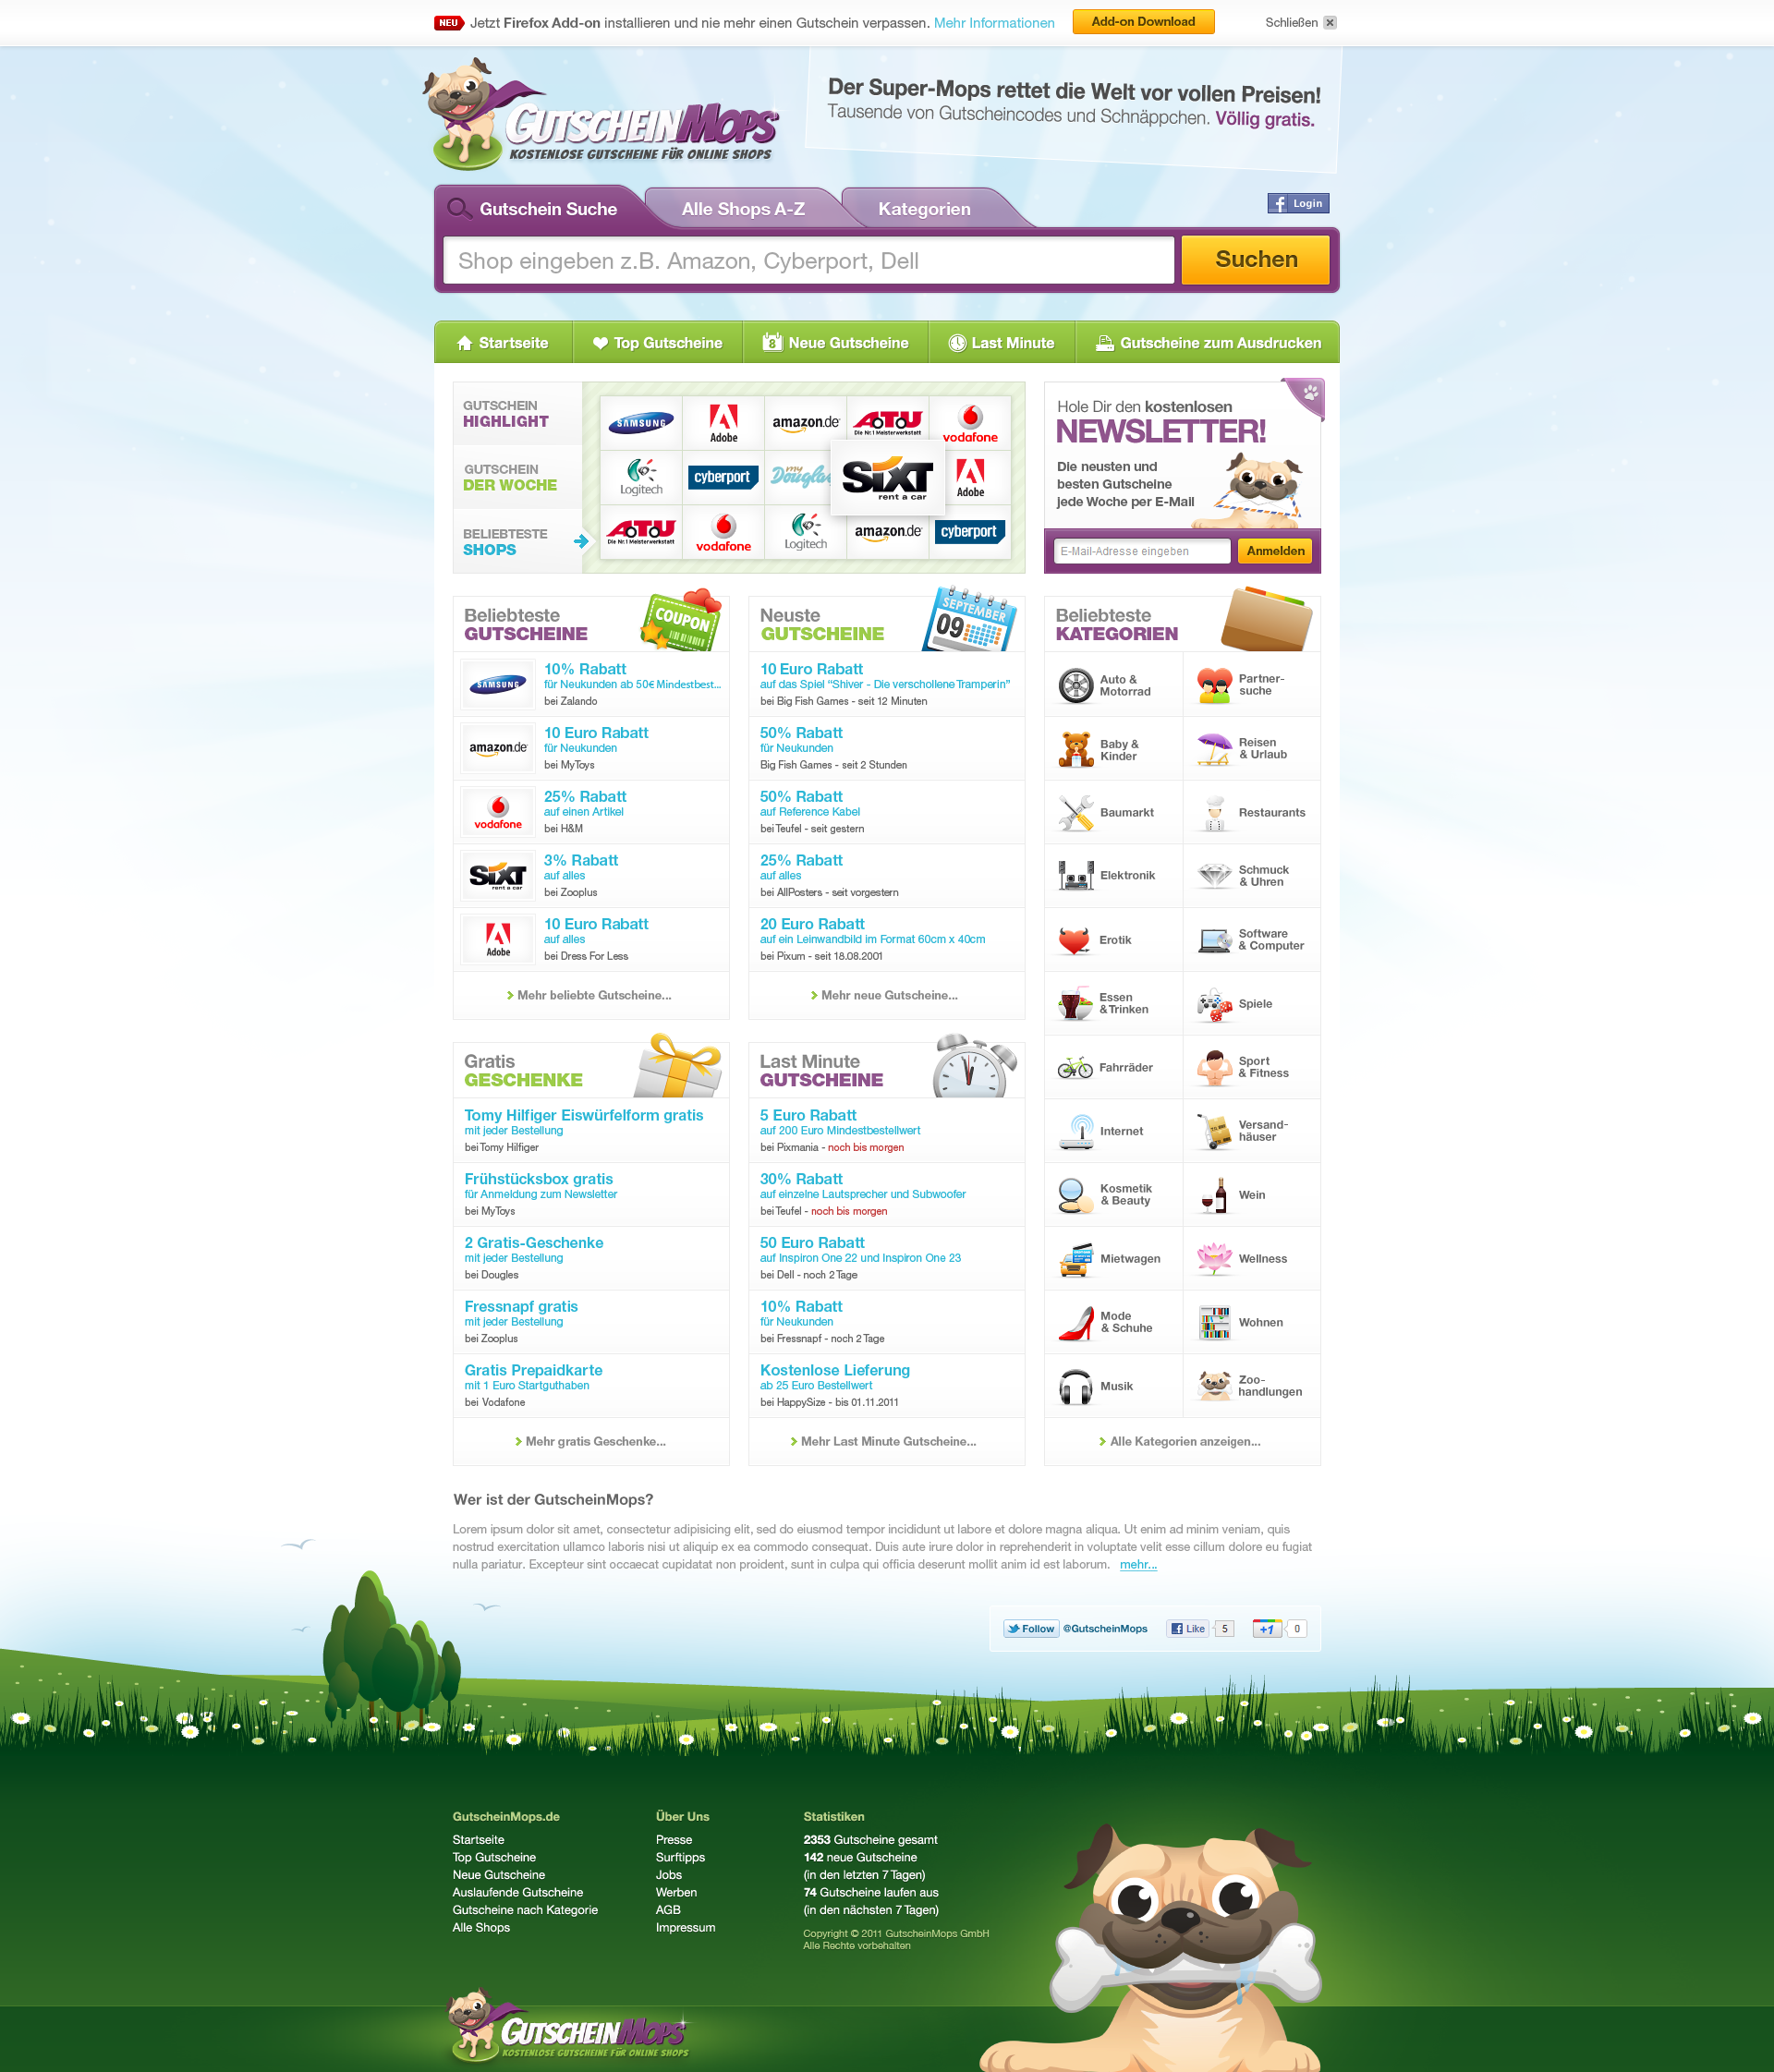 NEU Jetzt Firefox Add-on installieren und nie mehr einen Gutschein verpassen. Mehr Informationen
Add-on Download
Schließen
GUTSCHEINMOPS
KOSTENLOSE GUTSCHEINE FÜR ONLINE SHOPS
Der Super-Mops rettet die Welt vor vollen Preisen!
Tausende von Gutscheincodes und Schnäppchen. Völlig gratis.
Gutschein Suche
Alle Shops A-Z
Kategorien
Login
Shop eingeben z.B. Amazon, Cyberport, Dell
Suchen
Startseite
Top Gutscheine
8
Neue Gutscheine
Last Minute
Gutscheine zum Ausdrucken
GUTSCHEIN
HIGHLIGHT
GUTSCHEIN
DER WOCHE
BELIEBTESTE
SHOPS
SAMSUNG
Adobe
amazon.de
ATU
Die Nr.1 Meisterwerkstatt
vodafone
Logitech
cyberport
my
Sixt
rent a car
Adobe
ATU
Die Nr.1 Meisterwerkstatt
vodafone
Logitech
amazon.de
cyberport
Hole Dir den kostenlosen
NEWSLETTER!
Die neusten und
besten Gutscheine
jede Woche per E-Mail
E-Mail-Adresse eingeben
Anmelden
Beliebteste
GUTSCHEINE
COUPON
SAMSUNG
10% Rabatt
für Neukunden ab 50€ Mindestbest...
bei Zalando
amazon.de
10 Euro Rabatt
für Neukunden
bei MyToys
vodafone
25% Rabatt
auf einen Artikel
bei H&M
Sixt
rent a car
3% Rabatt
auf alles
bei Zooplus
Adobe
10 Euro Rabatt
auf alles
bei Dress For Less
Mehr beliebte Gutscheine...
Neuste
GUTSCHEINE
SEPTEMBER
09
10 Euro Rabatt
auf das Spiel “Shiver - Die verschollene Tramperin”
bei Big Fish Games - seit 12 Minuten
50% Rabatt
für Neukunden
Big Fish Games - seit 2 Stunden
50% Rabatt
auf Reference Kabel
bei Teufel - seit gestern
25% Rabatt
auf alles
bei AllPosters - seit vorgestern
20 Euro Rabatt
auf ein Leinwandbild im Format 60cm x 40cm
bei Pixum - seit 18.08.2001
Mehr neue Gutscheine...
Beliebteste
KATEGORIEN
Auto &
Motorrad
Partner-
suche
Baby &
Kinder
Reisen
& Urlaub
Baumarkt
Restaurants
Elektronik
Schmuck
& Uhren
Erotik
Software
& Computer
Essen
& Trinken
Spiele
Fahrräder
Sport
& Fitness
Internet
Versand-
häuser
Kosmetik
& Beauty
Wein
Mietwagen
Wellness
Mode
& Schuhe
Wohnen
Musik
Zoo-
handlungen
Alle Kategorien anzeigen...
Gratis
GESCHENKE
Tomy Hilfiger Eiswürfelform gratis
mit jeder Bestellung
bei Tomy Hilfiger
Frühstücksbox gratis
für Anmeldung zum Newsletter
bei MyToys
2 Gratis-Geschenke
mit jeder Bestellung
bei Dougles
Fressnapf gratis
mit jeder Bestellung
bei Zooplus
Gratis Prepaidkarte
mit 1 Euro Startguthaben
bei Vodafone
Mehr gratis Geschenke...
Last Minute
GUTSCHEINE
5 Euro Rabatt
auf 200 Euro Mindestbestellwert
bei Pixmania - noch bis morgen
30% Rabatt
auf einzelne Lautsprecher und Subwoofer
bei Teufel - noch bis morgen
50 Euro Rabatt
auf Inspiron One 22 und Inspiron One 23
bei Dell - noch 2 Tage
10% Rabatt
für Neukunden
bei Fressnapf - noch 2 Tage
Kostenlose Lieferung
ab 25 Euro Bestellwert
bei HappySize - bis 01.11.2011
Mehr Last Minute Gutscheine...
Wer ist der GutscheinMops?
Lorem ipsum dolor sit amet, consectetur adipisicing elit, sed do eiusmod tempor incididunt ut labore et dolore magna aliqua. Ut enim ad minim veniam, quis
nostrud exercitation ullamco laboris nisi ut aliquip ex ea commodo consequat. Duis aute irure dolor in reprehenderit in voluptate velit esse cillum dolore eu fugiat
nulla pariatur. Excepteur sint occaecat cupidatat non proident, sunt in culpa qui officia deserunt mollit anim id est laborum. mehr...
Follow @GutscheinMops
Like 5
+1 0
GutscheinMops.de
Startseite
Top Gutscheine
Neue Gutscheine
Auslaufende Gutscheine
Gutscheine nach Kategorie
Alle Shops
Über Uns
Presse
Surftipps
Jobs
Werben
AGB
Impressum
Statistiken
2353 Gutscheine gesamt
142 neue Gutscheine
(in den letzten 7 Tagen)
74 Gutscheine laufen aus
(in den nächsten 7 Tagen)
Copyright © 2011 GutscheinMops GmbH
Alle Rechte vorbehalten
GUTSCHEINMOPS
KOSTENLOSE GUTSCHEINE FÜR ONLINE SHOPS